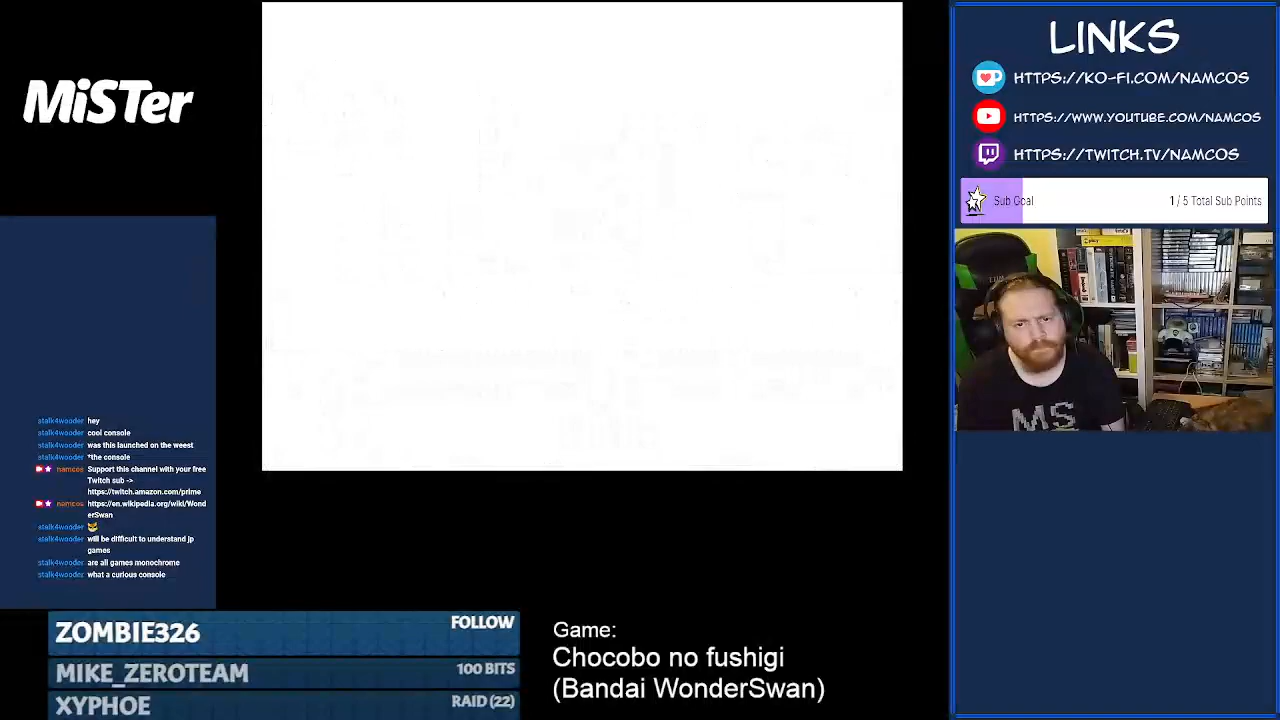 MiSTer
stalk4wooder hey
stalk4wooder cool console
stalk4wooder was this launched on the weest
stalk4wooder *the console
namcos Support this channel with your free
Twitch sub ->
https://twitch.amazon.com/prime
namcos https://en.wikipedia.org/wiki/Wond
erSwan
stalk4wooder
stalk4wooder will be difficult to understand jp
games
stalk4wooder are all games monochrome
stalk4wooder what a curious console
ZOMBIE326 FOLLOW
MIKE_ZEROTEAM 100 BITS
XYPHOE RAID (22)
Game:
Chocobo no fushigi
(Bandai WonderSwan)
LINKS
HTTPS://KO-FI.COM/NAMCOS
HTTPS://WWW.YOUTUBE.COM/NAMCOS
HTTPS://TWITCH.TV/NAMCOS
Sub Goal 1 / 5 Total Sub Points
MS